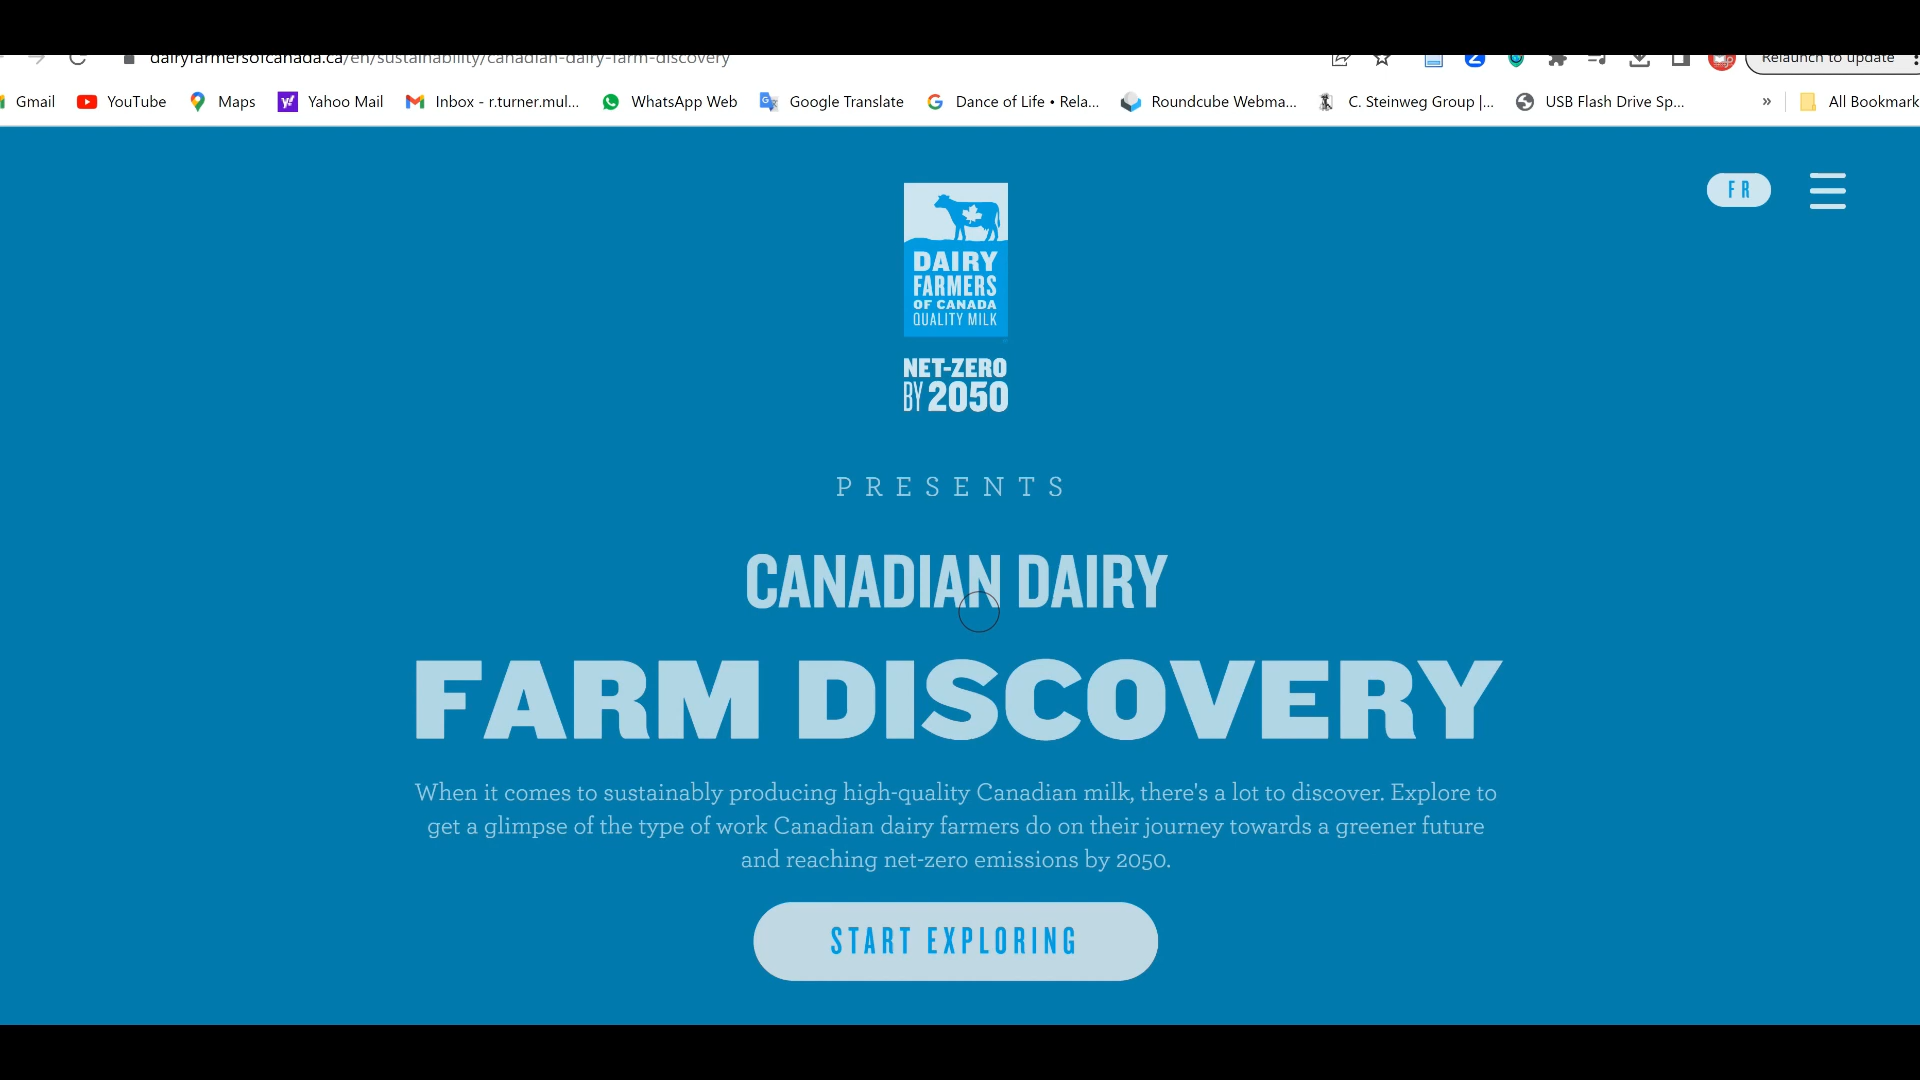 dairyfarmersofcanada.ca/en/sustainability/canadian-dairy-farm-discovery
Relaunch to update
Gmail YouTube Maps Yahoo Mail Inbox - r.turner.mul... WhatsApp Web Google Translate Dance of Life • Rela... Roundcube Webma... C. Steinweg Group |... USB Flash Drive Sp... » All Bookmark
FR
DAIRY
FARMERS
OF CANADA
QUALITY MILK
NET-ZERO
BY 2050
PRESENTS
CANADIAN DAIRY
FARM DISCOVERY
When it comes to sustainably producing high-quality Canadian milk, there's a lot to discover. Explore to
get a glimpse of the type of work Canadian dairy farmers do on their journey towards a greener future
and reaching net-zero emissions by 2050.
START EXPLORING